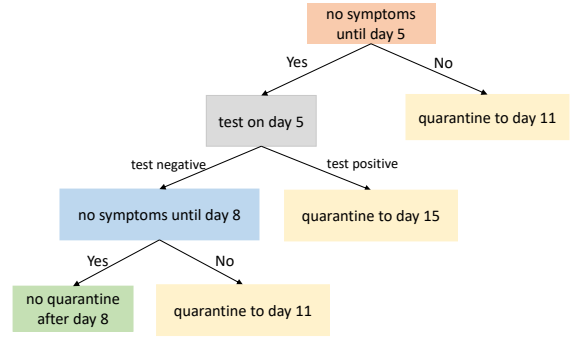 no symptoms
until day 5
Yes
No
test on day 5
quarantine to day 11
test negative
test positive
no symptoms until day 8
quarantine to day 15
Yes
No
no quarantine
after day 8
quarantine to day 11